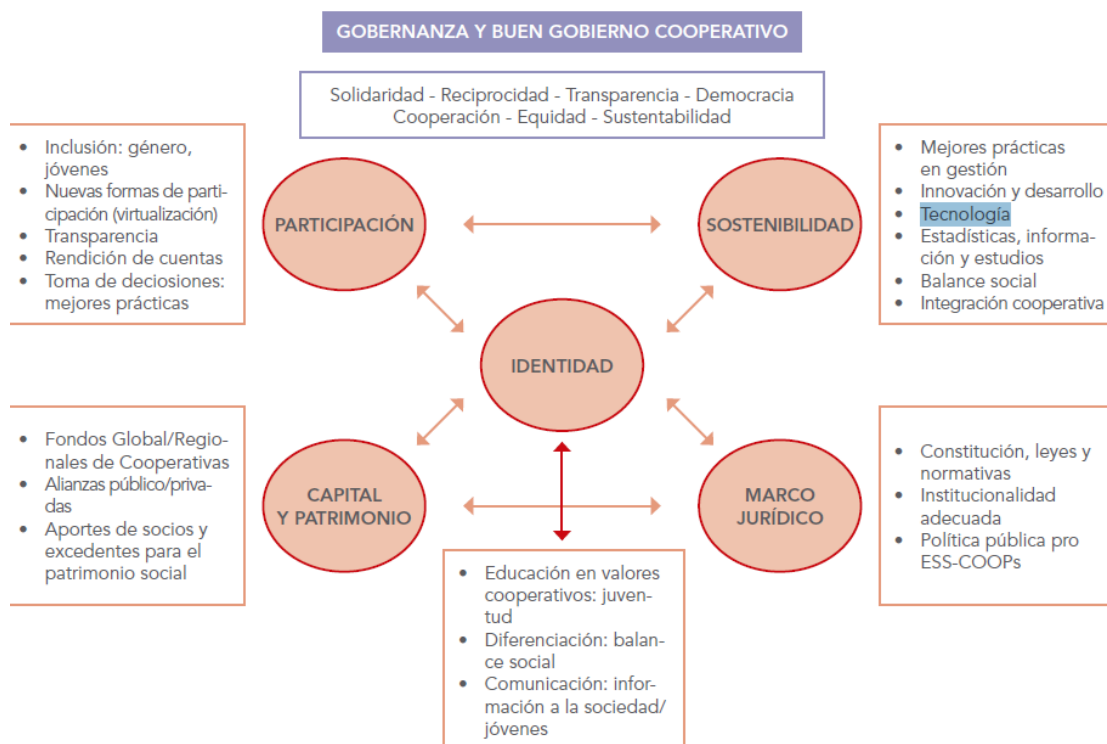 GOBERNANZA Y BUEN GOBIERNO COOPERATIVO
Solidaridad - Reciprocidad - Transparencia - Democracia
Cooperación - Equidad - Sustentabilidad
• Inclusión: género,
jóvenes
• Nuevas formas de parti-
cipación (virtualización)
• Transparencia
• Rendición de cuentas
• Toma de deciosiones:
mejores prácticas
PARTICIPACIÓN
SOSTENIBILIDAD
• Mejores prácticas
en gestión
• Innovación y desarrollo
• Tecnología
• Estadísticas, informa-
ción y estudios
• Balance social
• Integración cooperativa
IDENTIDAD
• Fondos Global/Regio-
nales de Cooperativas
• Alianzas público/priva-
das
• Aportes de socios y
excedentes para el
patrimonio social
CAPITAL
Y PATRIMONIO
MARCO
JURÍDICO
• Constitución, leyes y
normativas
• Institucionalidad
adecuada
• Política pública pro
ESS-COOPs
• Educación en valores
cooperativos: juven-
tud
• Diferenciación: balan-
ce social
• Comunicación: infor-
mación a la sociedad/
jóvenes